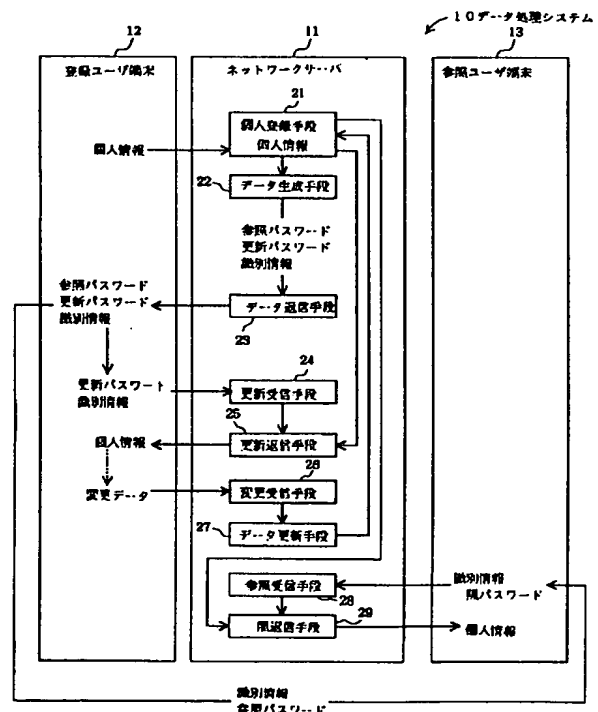 10データ処理システム
12
登録ユーザ端末
11
ネットワークサーバ
13
参照ユーザ端末
21
個人登録手段
個人情報
個人情報
22
データ生成手段
参照パスワード
更新パスワード
識別情報
データ返信手段
23
参照パスワード
更新パスワード
識別情報
24
更新パスワート
識別情報
更新受信手段
25
個人情報
更新返信手段
26
変更データ
変更受信手段
27
データ更新手段
参照受信手段
28
識別情報
照パスワード
照返信手段
29
個人情報
識別情報
参照パスワード